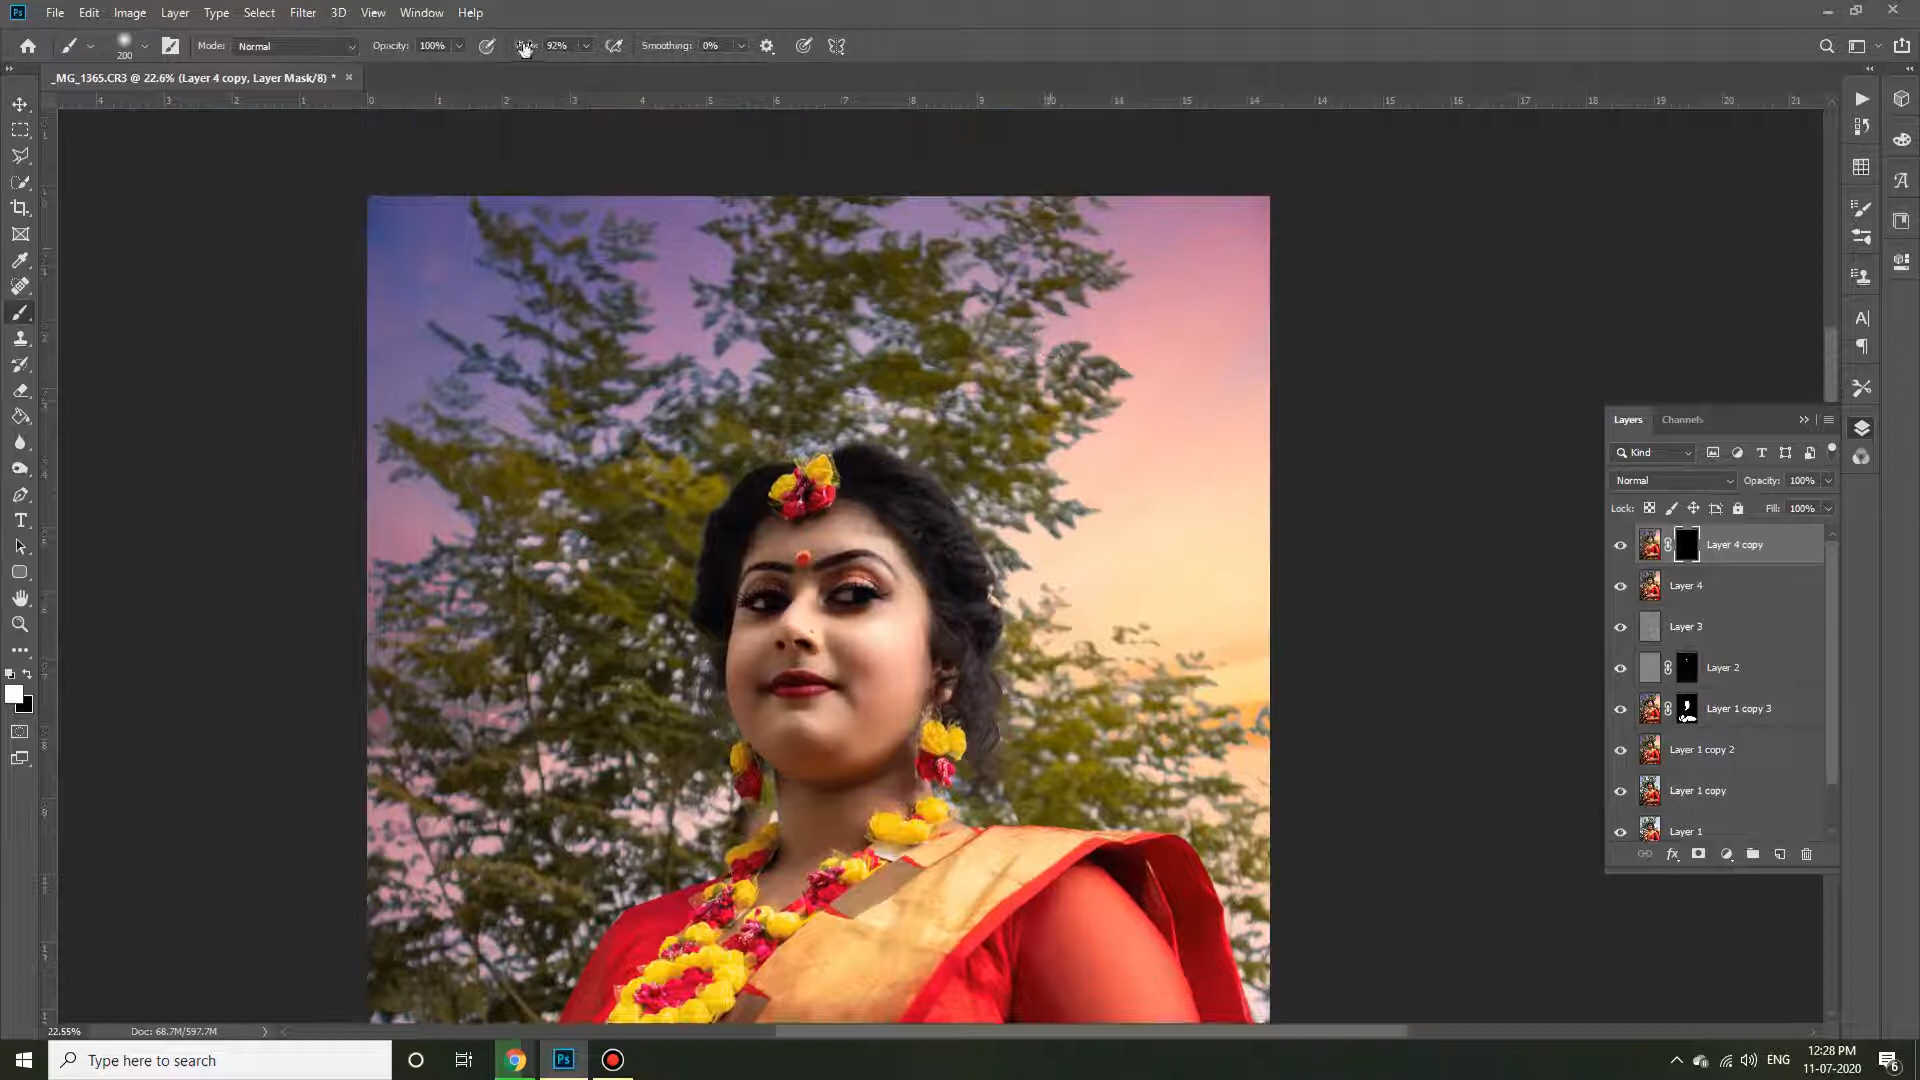 Ps File Edit Image Layer Type Select Filter 3D View Window Help
200 Mode: Normal Opacity: 100% 92% Smoothing: 0%
_MG_1365.CR3 @ 22.6% (Layer 4 copy, Layer Mask/8) *
Layers Channels
Kind
Normal Opacity: 100%
Lock: Fill: 100%
Layer 4 copy
Layer 4
Layer 3
Layer 2
Layer 1 copy 3
Layer 1 copy 2
Layer 1 copy
Layer 1
22.55% Doc: 68.7M/597.7M
Type here to search
Ps
ENG
12:28 PM
11-07-2020
6